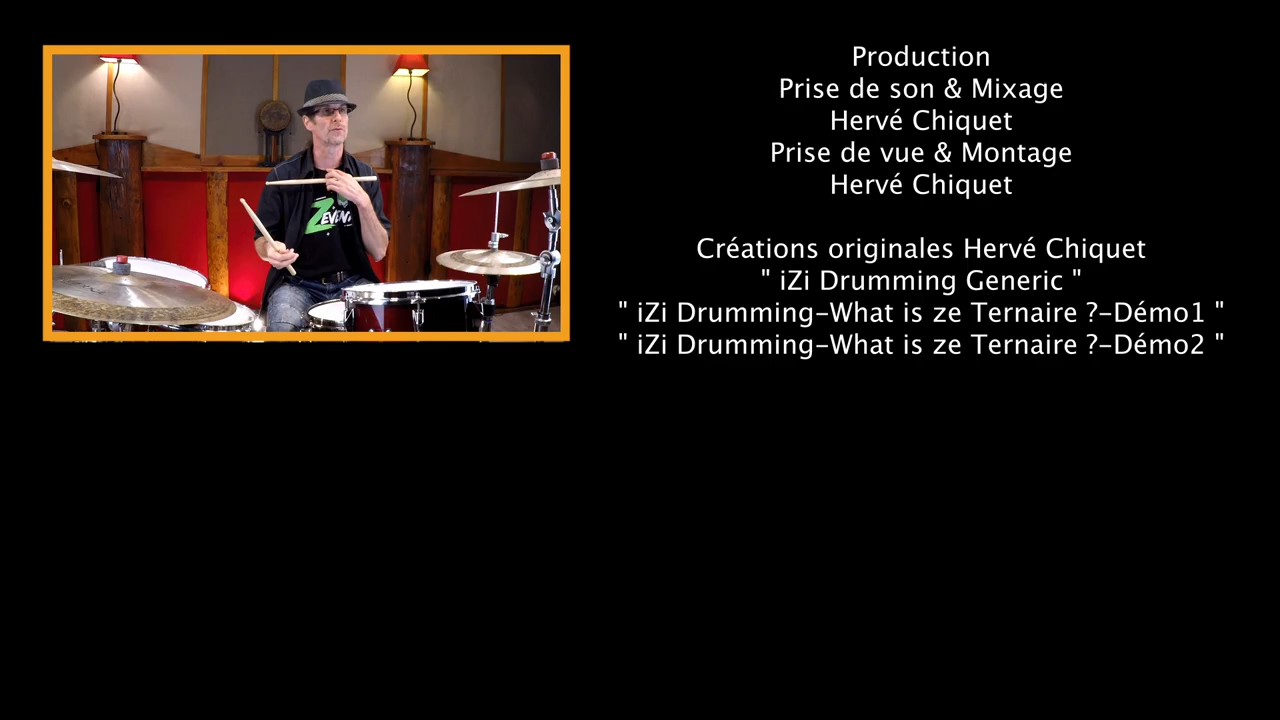 ZEVENT
Production
Prise de son & Mixage
Hervé Chiquet
Prise de vue & Montage
Hervé Chiquet
Créations originales Hervé Chiquet
" iZi Drumming Generic "
" iZi Drumming-What is ze Ternaire ?-Démo1 "
" iZi Drumming-What is ze Ternaire ?-Démo2 "